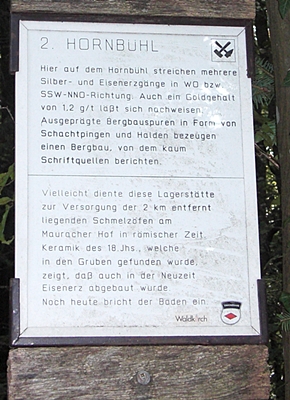 2. HORNBÜHL
Hier auf dem Hornbühl streichen mehrere
Silber- und Eisenerzgänge in WO bzw.
SSW-NNO-Richtung. Auch ein Goldgehalt
von 1,2 g/t läßt sich nachweisen.
Ausgeprägte Bergbauspuren in Form von
Schachtpingen und Halden bezeugen
einen Bergbau, von dem kaum
Schriftquellen berichten.
Vielleicht diente diese Lagerstätte
zur Versorgung der 2 km entfernt
liegenden Schmelzöfen am
Mauracher Hof in römischer Zeit.
Keramik des 18.Jhs., welche
in den Gruben gefunden wurde,
zeigt, daß auch in der Neuzeit
Eisenerz abgebaut wurde.
Noch heute bricht der Boden ein.
Waldkirch